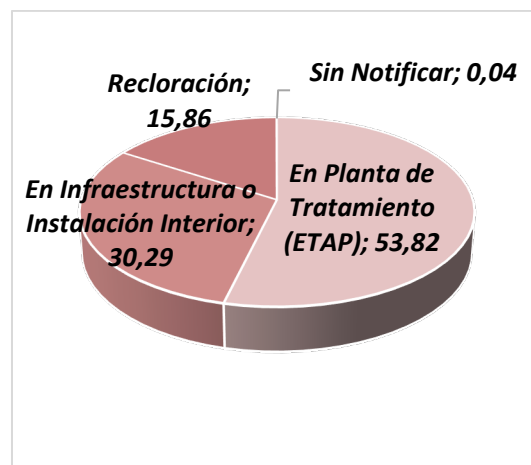 Sin Notificar; 0,04
Recloración;
15,86
En Infraestructura o
Instalación Interior;
30,29
En Planta de
Tratamiento
(ETAP); 53,82